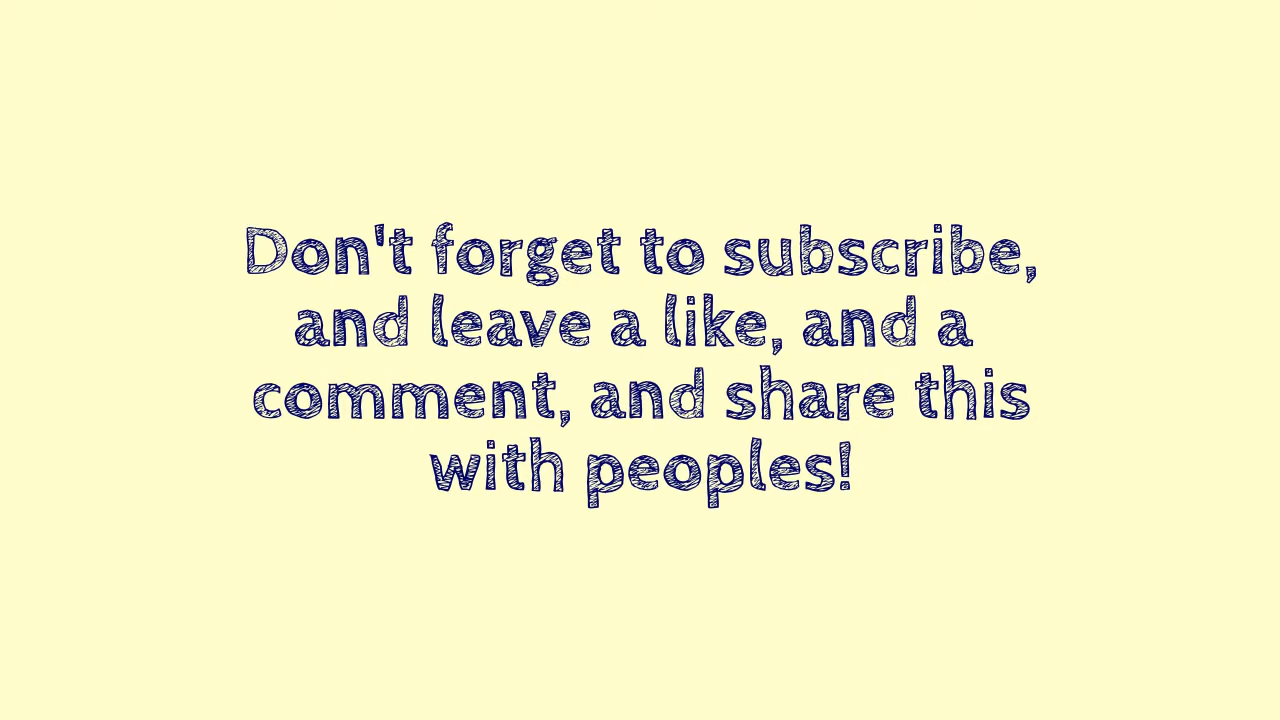 Don't forget to subscribe,
and leave a like, and a
comment, and share this
with peoples!